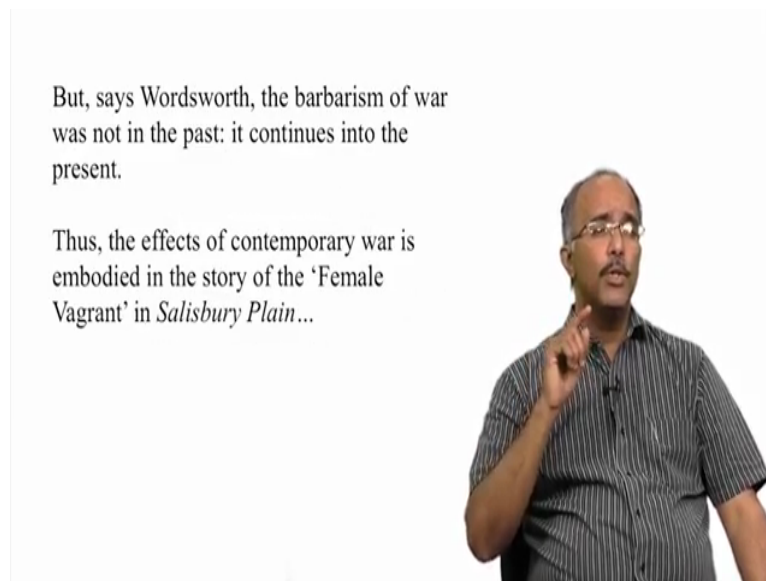 But, says Wordsworth, the barbarism of war
was not in the past: it continues into the
present.
Thus, the effects of contemporary war is
embodied in the story of the ‘Female
Vagrant’ in Salisbury Plain...